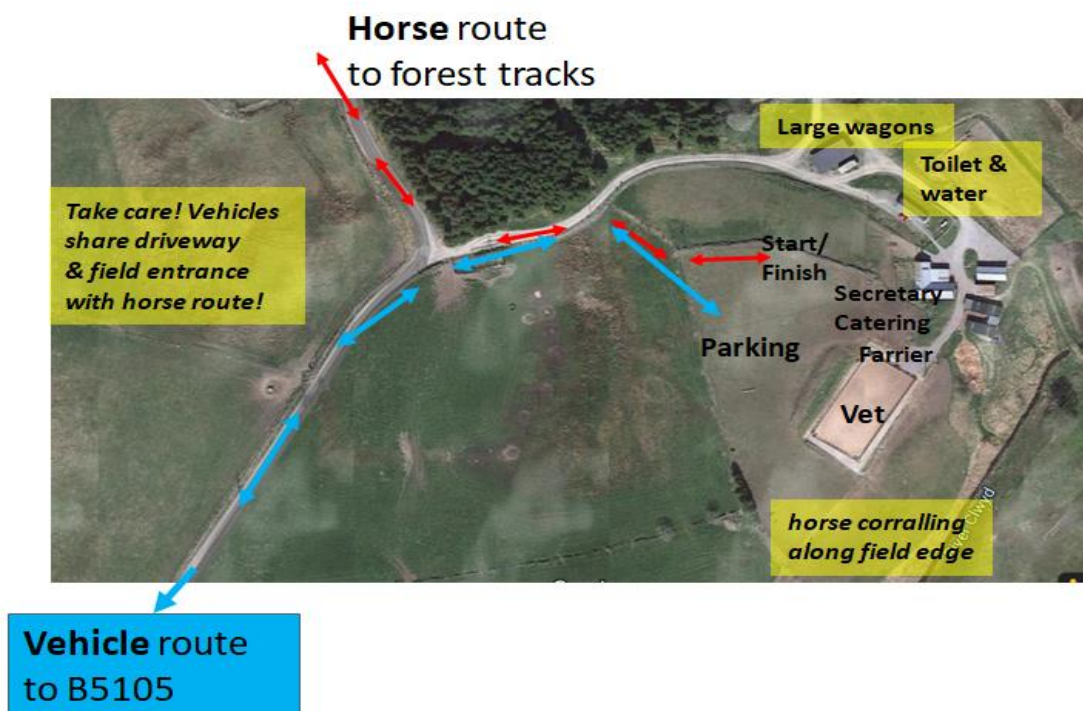 Horse route
to forest tracks
Large wagons
Toilet &
water
Take care! Vehicles
share driveway
& field entrance
with horse route!
Start/
Finish
Secretary
Catering
Parking
Farrier
Vet
horse corralling
along field edge
Clwyd
Vehicle route
to B5105